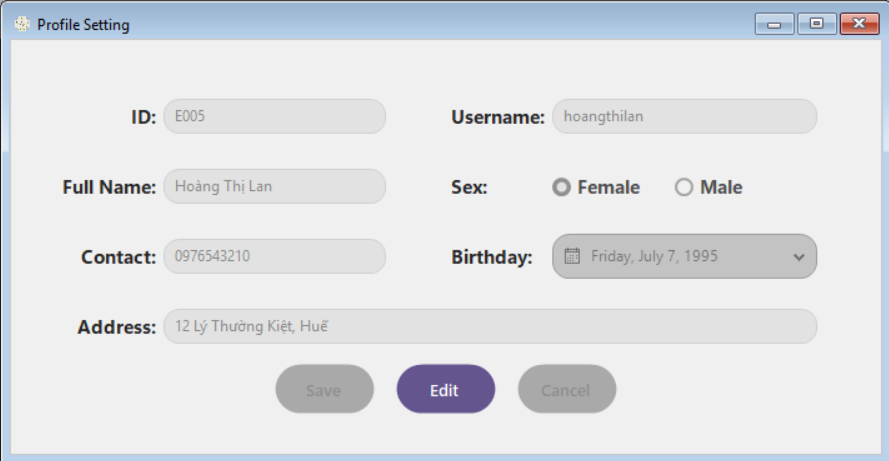 Profile Setting
ID: E005 Username: hoangthilan
Full Name: Hoàng Thị Lan Sex: Female Male
Contact: 0976543210 Birthday: Friday, July 7, 1995
Address: 12 Lý Thường Kiệt, Huế
Save Edit Cancel